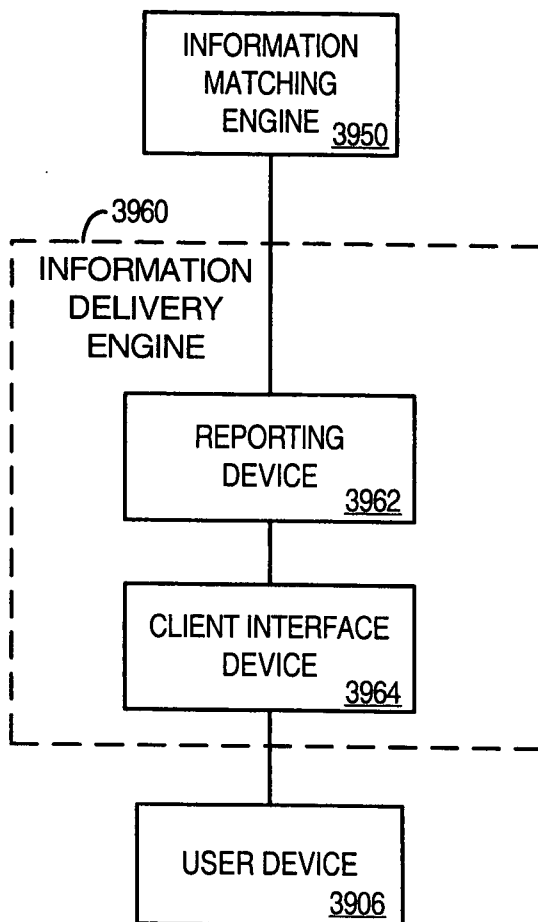 INFORMATION
MATCHING
ENGINE
3950
3960
INFORMATION
DELIVERY
ENGINE
REPORTING
DEVICE
3962
CLIENT INTERFACE
DEVICE
3964
USER DEVICE
3906